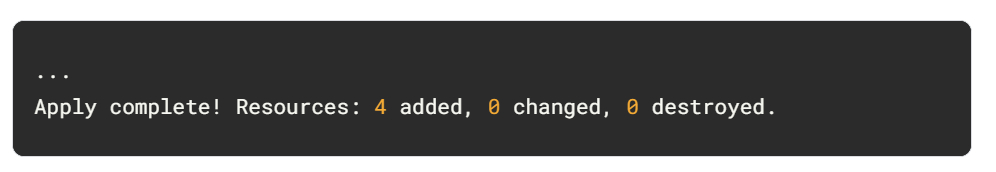 ...
Apply complete! Resources: 4 added, 0 changed, 0 destroyed.